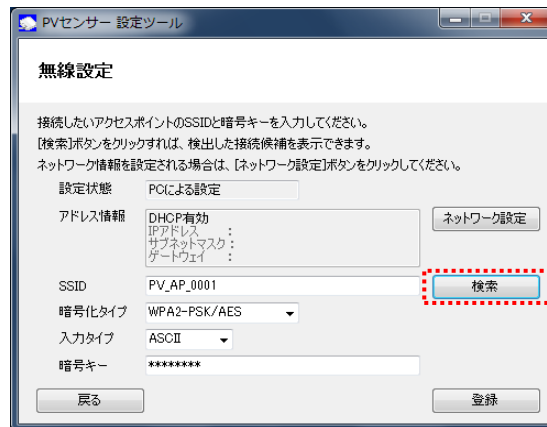 PVセンサー 設定ツール
無線設定
接続したいアクセスポイントのSSIDと暗号キーを入力してください。
[検索]ボタンをクリックすれば、検出した接続候補を表示できます。
ネットワーク情報を設定される場合は、[ネットワーク設定]ボタンをクリックしてください。
設定状態 PCによる設定
アドレス情報 DHCP有効 ネットワーク設定
IPアドレス :
サブネットマスク :
ゲートウェイ :
SSID PV_AP_0001 検索
暗号化タイプ WPA2-PSK/AES
入力タイプ ASCII
暗号キー ********
戻る 登録